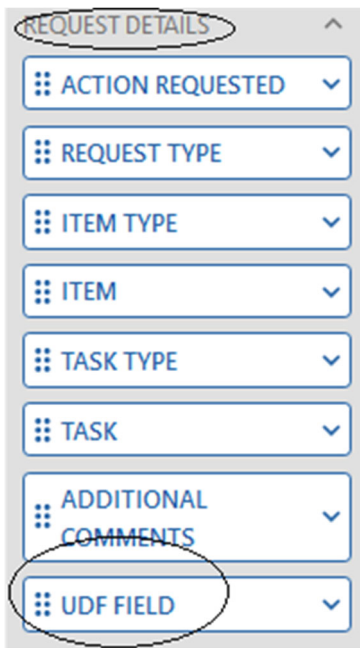 REQUEST DETAILS
ACTION REQUESTED
REQUEST TYPE
ITEM TYPE
ITEM
TASK TYPE
TASK
ADDITIONAL
COMMENTS
UDF FIELD